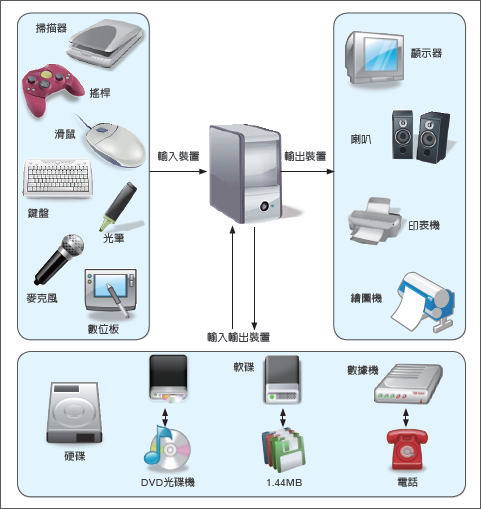 掃描器
搖桿
滑鼠
鍵盤
光筆
麥克風
數位板
輸入裝置
輸出裝置
顯示器
喇叭
印表機
繪圖機
輸入輸出裝置
硬碟
DVD光碟機
軟碟
1.44MB
數據機
電話